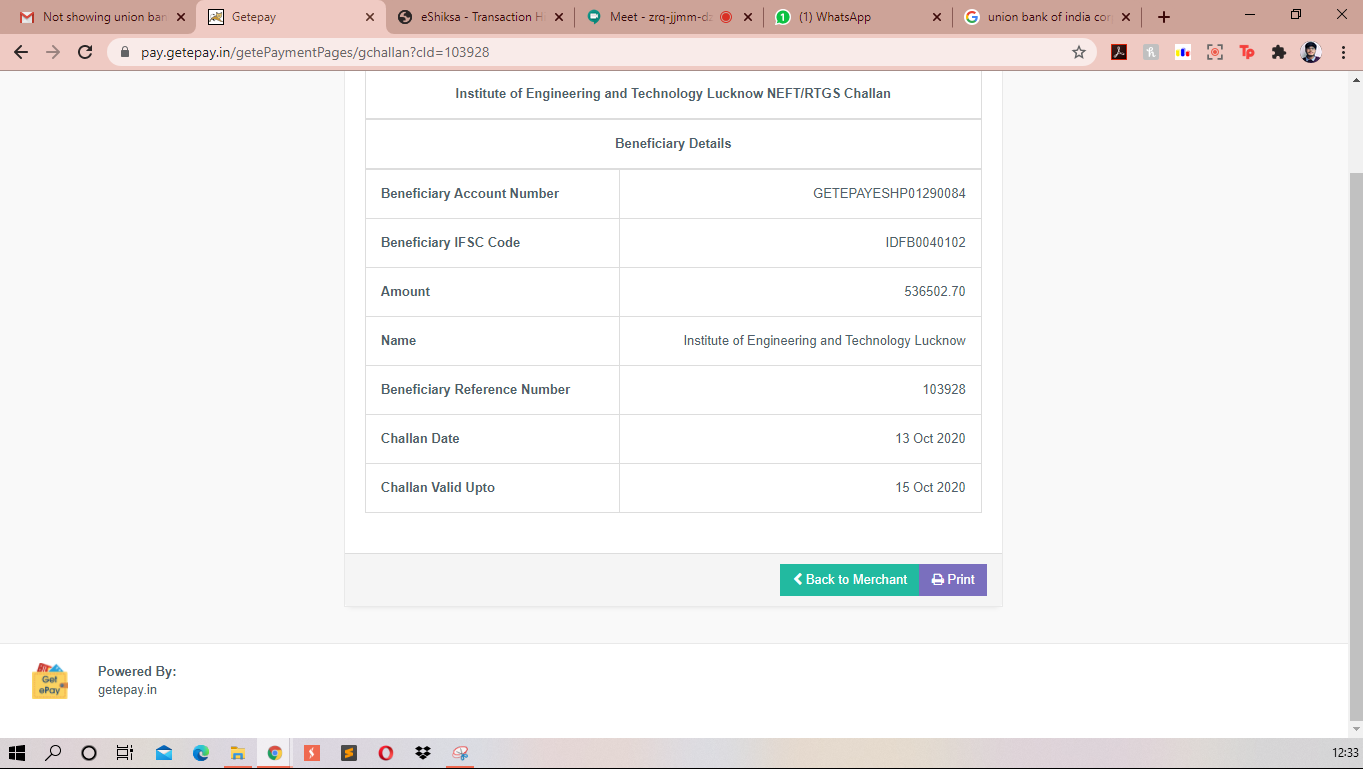 Not showing union ban
Getepay
eShiksa - Transaction H
Meet - zrq-jjmm-d
(1) WhatsApp
union bank of india cor
pay.getepay.in/getePaymentPages/gchallan?cId=103928
Institute of Engineering and Technology Lucknow NEFT/RTGS Challan
Beneficiary Details
Beneficiary Account Number GETEPAYESHP01290084
Beneficiary IFSC Code IDFB0040102
Amount 536502.70
Name Institute of Engineering and Technology Lucknow
Beneficiary Reference Number 103928
Challan Date 13 Oct 2020
Challan Valid Upto 15 Oct 2020
Back to Merchant Print
Get
ePay
Powered By:
getepay.in
12:33